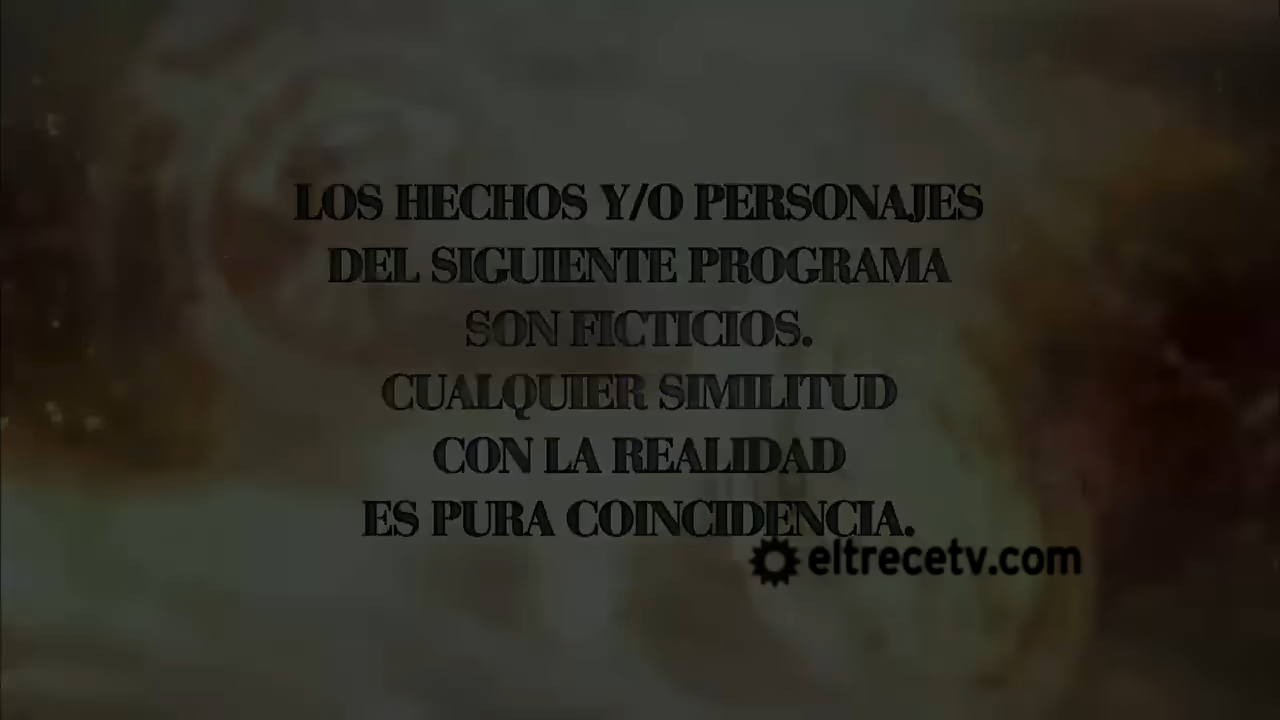 LOS HECHOS Y/O PERSONAJES
DEL SIGUIENTE PROGRAMA
SON FICTICIOS.
CUALQUIER SIMILITUD
CON LA REALIDAD
ES PURA COINCIDENCIA.
eltrecetv.com